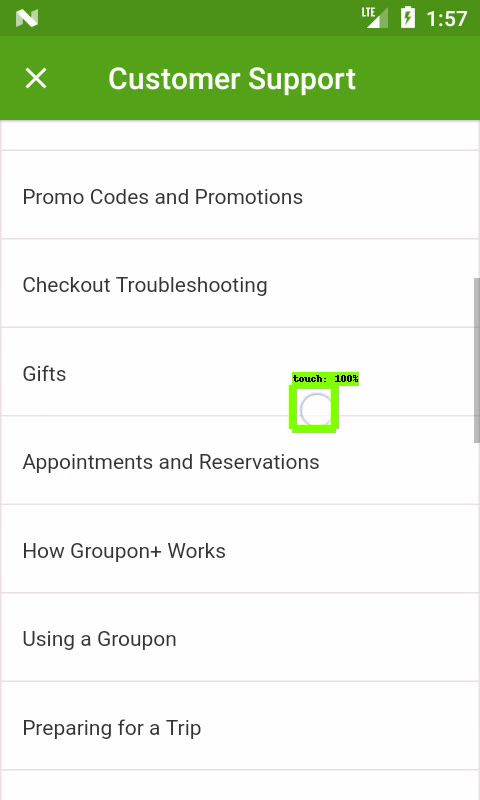 LTE 1:57
Customer Support
Promo Codes and Promotions
Checkout Troubleshooting
Gifts
touch: 100%
Appointments and Reservations
How Groupon+ Works
Using a Groupon
Preparing for a Trip